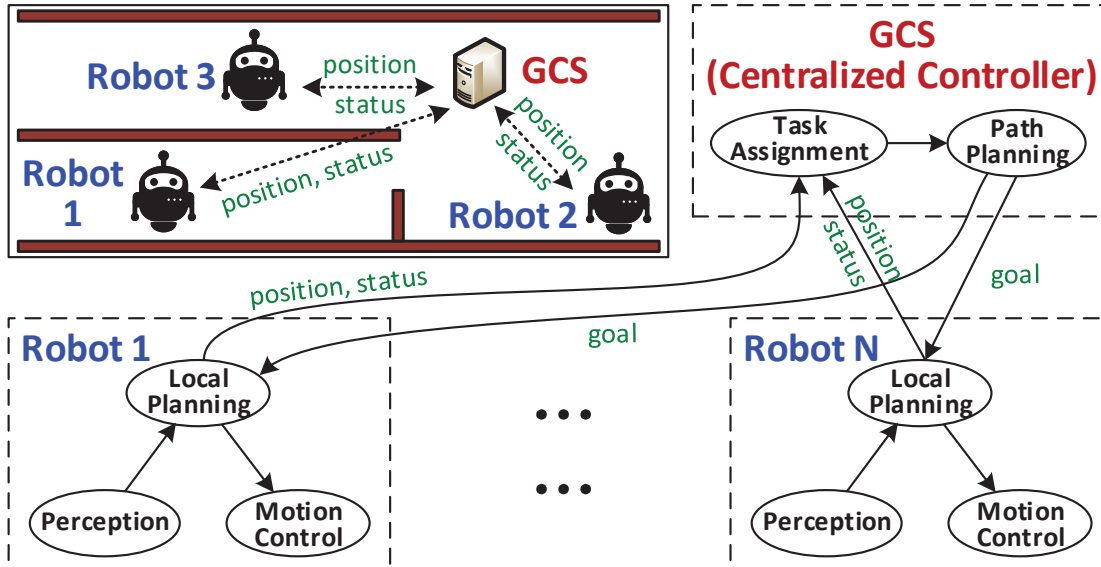 Robot 3
position
status
GCS
position
status
Robot
1
position, status
Robot 2
GCS
(Centralized Controller)
Task
Assignment
Path
Planning
position, status
position
status
goal
goal
Robot 1
Local
Planning
Perception
Motion
Control
...
...
Robot N
Local
Planning
Perception
Motion
Control